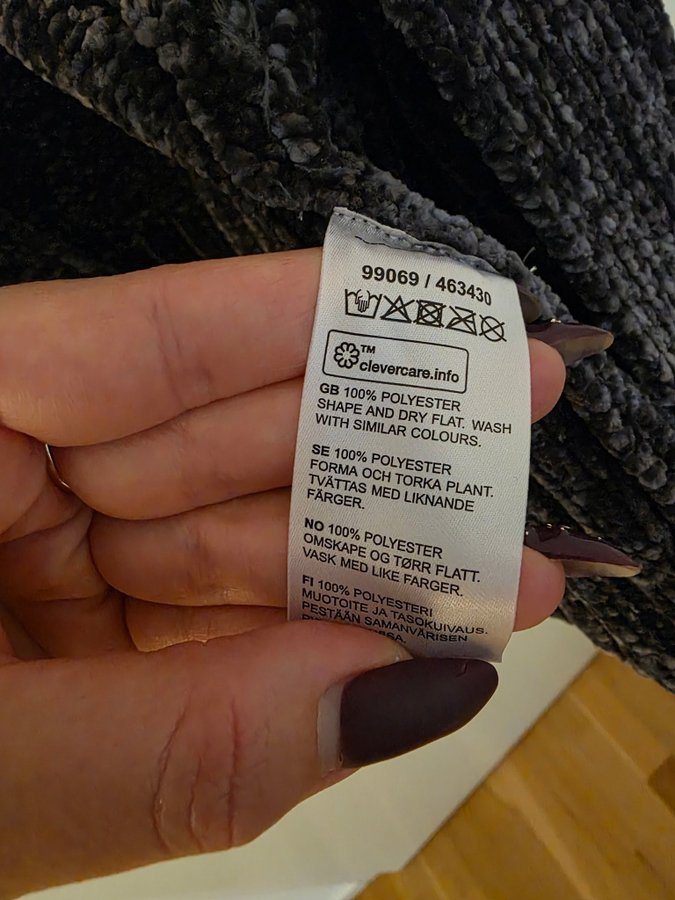 99069 / 463430
TM
clevercare.info
GB 100% POLYESTER
SHAPE AND DRY FLAT. WASH
WITH SIMILAR COLOURS.
SE 100% POLYESTER
FORMA OCH TORKA PLANT.
TVÄTTAS MED LIKNANDE
FÄRGER.
NO 100% POLYESTER
OMSKAPE OG TØRR FLATT.
VASK MED LIKE FARGER.
FI 100% POLYESTERI
MUOTOITE JA TASOKUIVAUS.
PESTÄÄN SAMANVÄRISEN